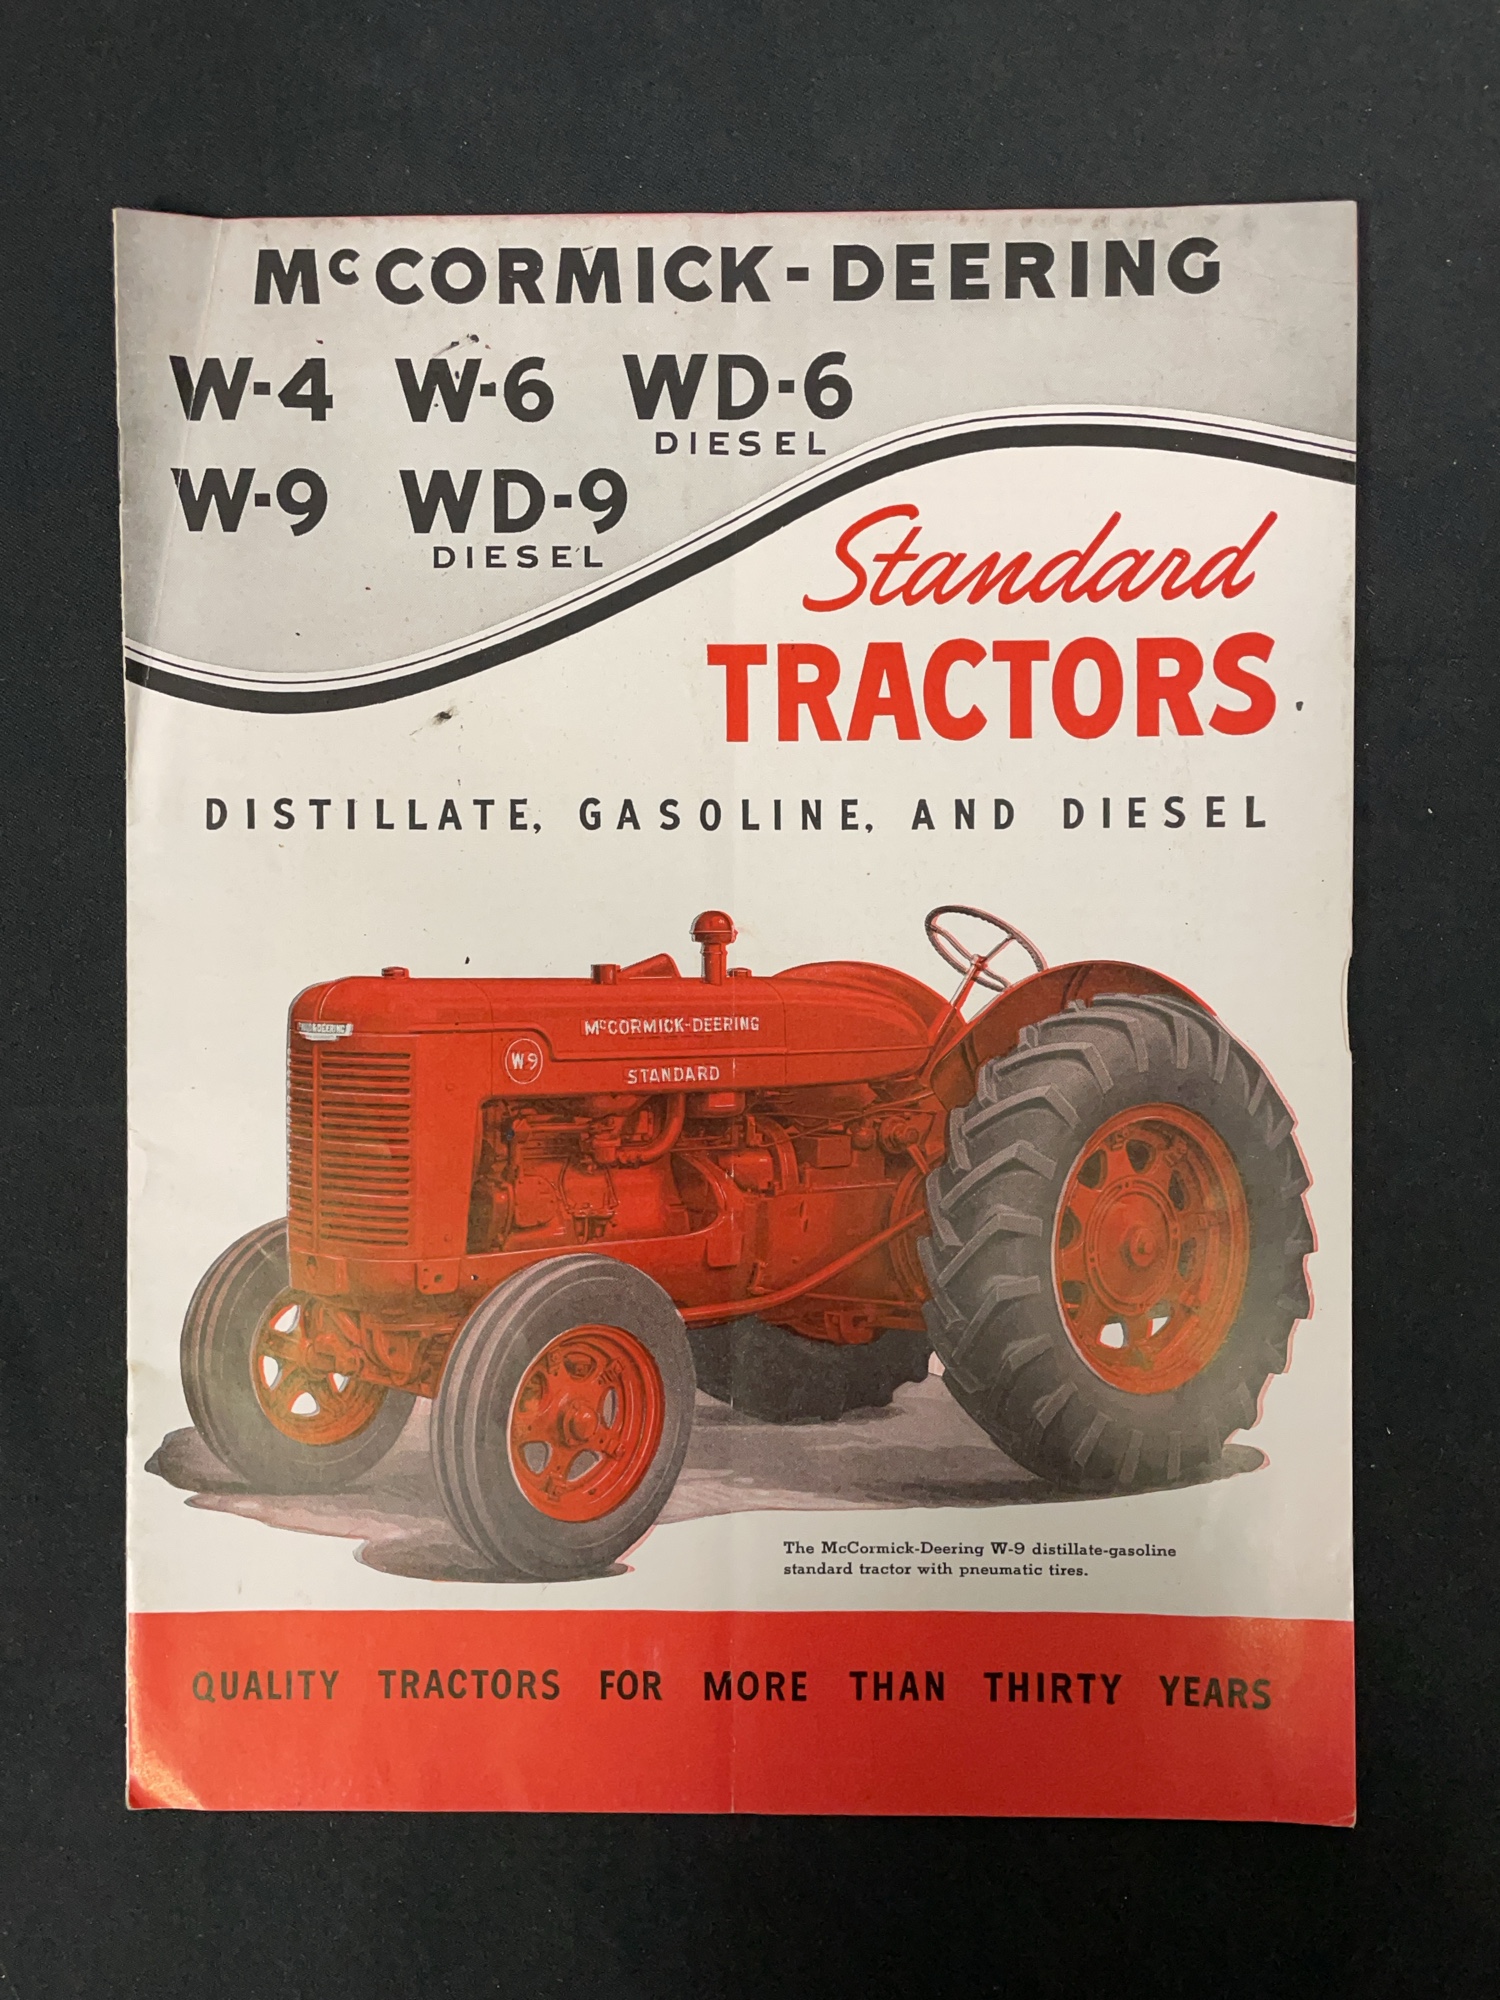 McCORMICK-DEERING
W-4 W-6 WD-6
DIESEL
W-9 WD-9
DIESEL
Standard
TRACTORS
DISTILLATE, GASOLINE, AND DIESEL
McCORMICK-DEERING
W9
STANDARD
The McCormick-Deering W-9 distillate-gasoline
standard tractor with pneumatic tires.
QUALITY TRACTORS FOR MORE THAN THIRTY YEARS